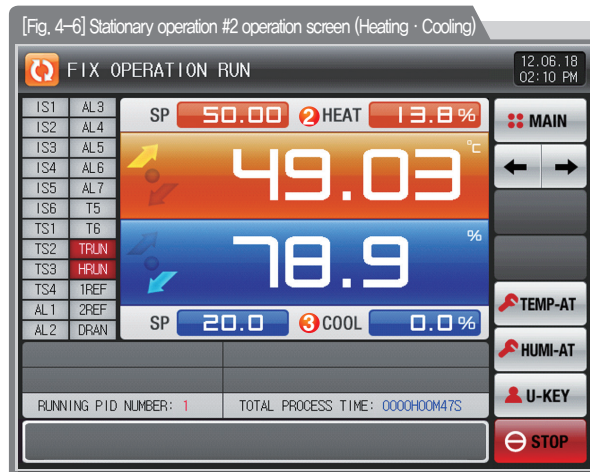 [Fig. 4-6] Stationary operation #2 operation screen (Heating · Cooling)
FIX OPERATION RUN
12.06.18
02:10 PM
IS1 AL3
IS2 AL4
IS3 AL5
IS4 AL6
IS5 AL7
IS6 T5
TS1 T6
TS2 TRUN
TS3 HRUN
TS4 1REF
AL1 2REF
AL2 DRAN
SP 50.00 2 HEAT 13.8 %
49.03 °C
78.9 %
SP 20.0 3 COOL 0.0 %
RUNNING PID NUMBER: 1
TOTAL PROCESS TIME: 0000H00M47S
MAIN
TEMP-AT
HUMI-AT
U-KEY
STOP